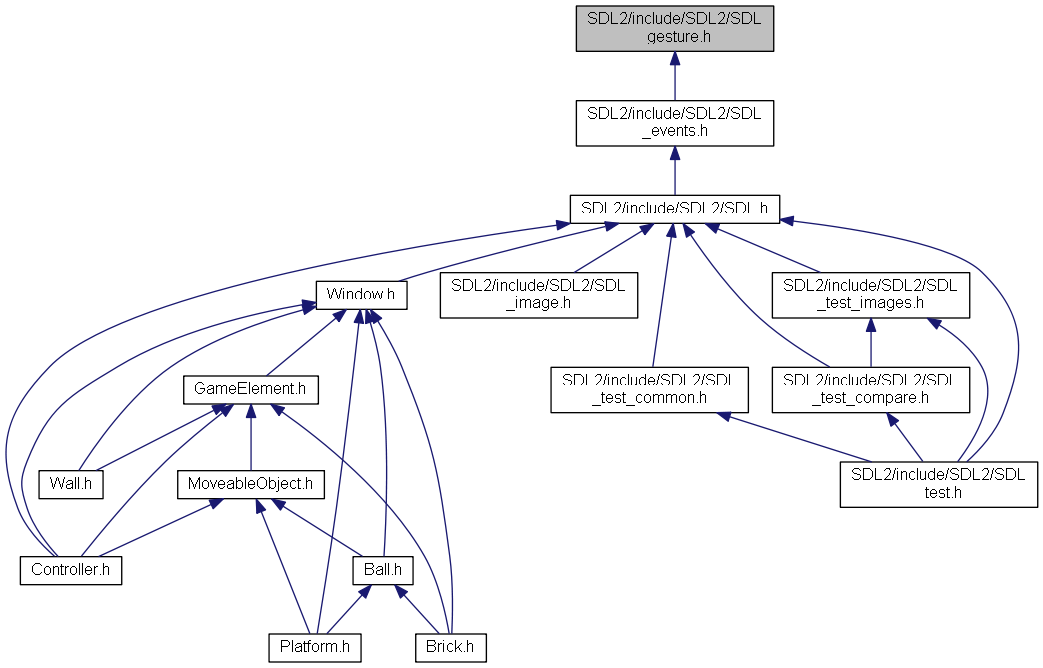 SDL2/include/SDL2/SDL
gesture.h
SDL2/include/SDL2/SDL
_events.h
SDL2/include/SDL2/SDL.h
Window.h
SDL2/include/SDL2/SDL
_image.h
SDL2/include/SDL2/SDL
_test_images.h
GameElement.h
SDL2/include/SDL2/SDL
_test_common.h
SDL2/include/SDL2/SDL
_test_compare.h
Wall.h
MoveableObject.h
SDL2/include/SDL2/SDL
test.h
Controller.h
Ball.h
Platform.h
Brick.h